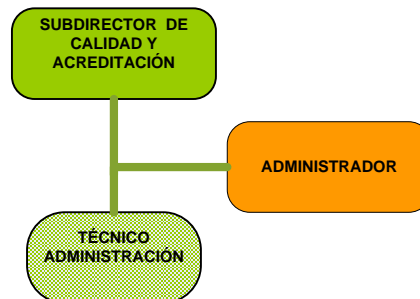 SUBDIRECTOR DE
CALIDAD Y
ACREDITACIÓN
ADMINISTRADOR
TÉCNICO
ADMINISTRACIÓN